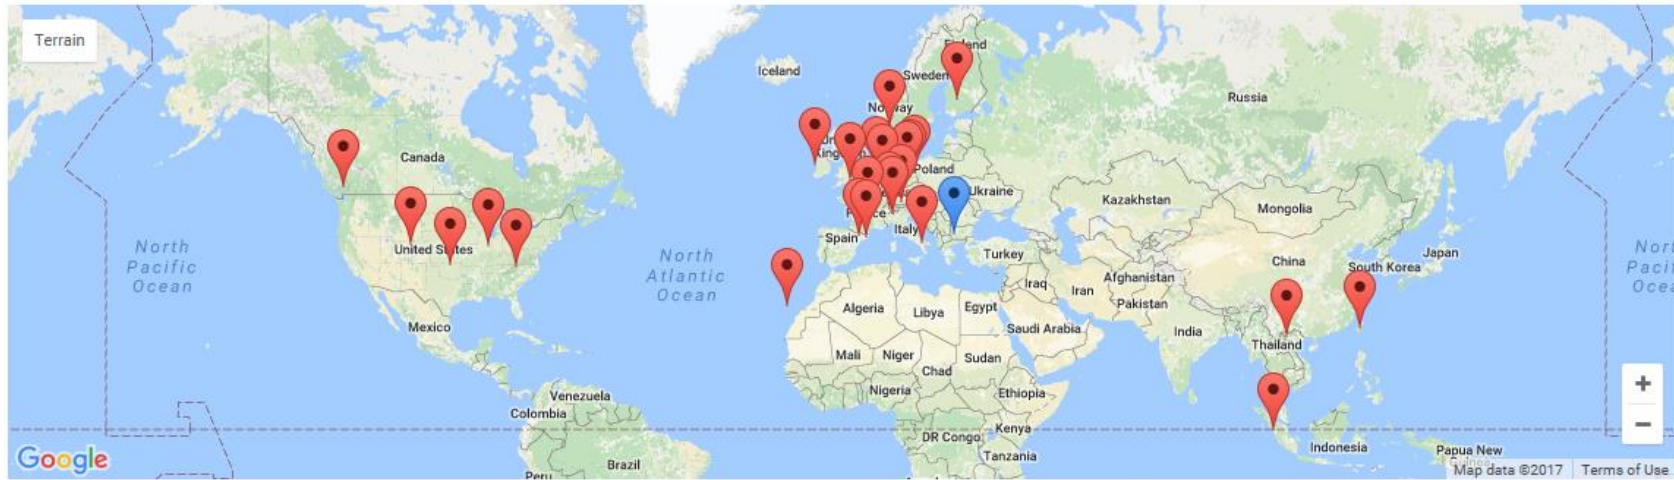 Terrain
Iceland
Finland
Sweden
Norway
Russia
Canada
Poland
Ukraine
Kazakhstan
Mongolia
North
Pacific
Ocean
United States
North
Atlantic
Ocean
Spain
Italy
Turkey
China
Japan
South Korea
Afghanistan
Iraq
Iran
Pakistan
Algeria
Libya
Egypt
Saudi Arabia
India
Thailand
Mexico
Mali
Niger
Sudan
Chad
Nigeria
Ethiopia
Venezuela
Colombia
DR Congo
Kenya
Tanzania
Indonesia
Papua New
Brazil
Peru
+
−
Google
Map data ©2017
Terms of Use